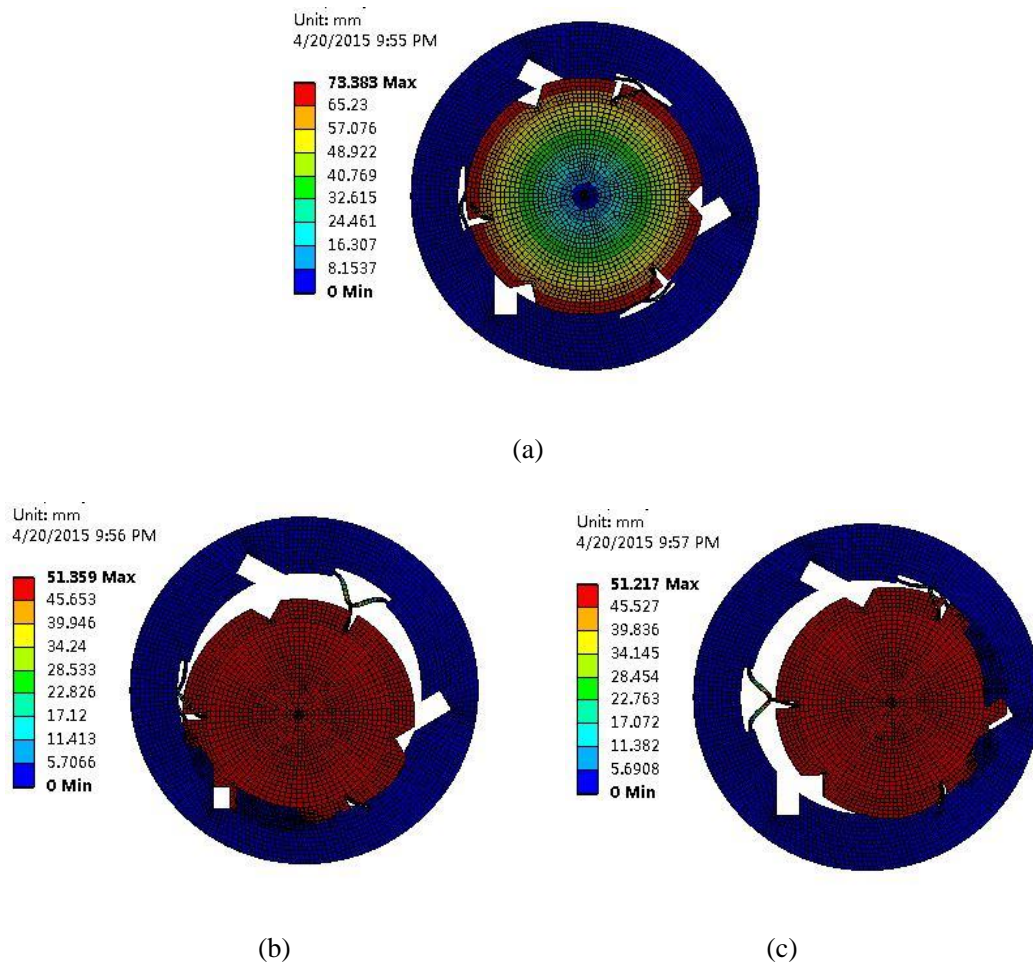 Unit: mm
4/20/2015 9:55 PM
73.383 Max
65.23
57.076
48.922
40.769
32.615
24.461
16.307
8.1537
0 Min
(a)
Unit: mm
4/20/2015 9:56 PM
51.359 Max
45.653
39.946
34.24
28.533
22.826
17.12
11.413
5.7066
0 Min
(b)
Unit: mm
4/20/2015 9:57 PM
51.217 Max
45.527
39.836
34.145
28.454
22.763
17.072
11.382
5.6908
0 Min
(c)